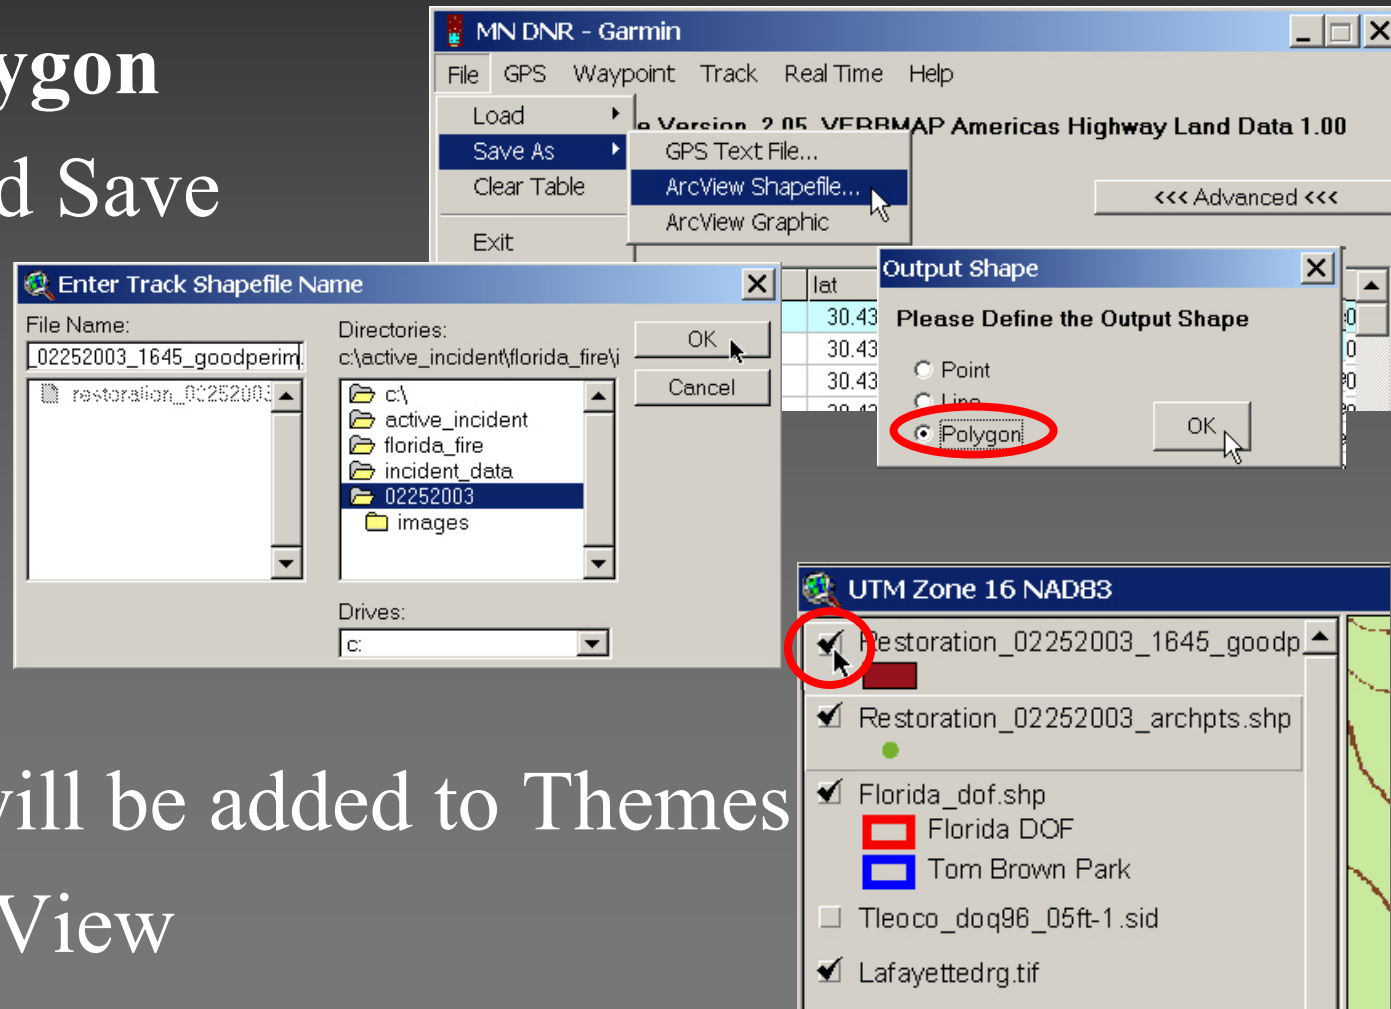 ygon
d Save
MN DNR - Garmin
File GPS Waypoint Track Real Time Help
Load
Save As
Clear Table
Exit
e Version 2.05 VERBMAP Americas Highway Land Data 1.00
GPS Text File...
ArcView Shapefile...
ArcView Graphic
<<< Advanced <<<
Enter Track Shapefile Name
File Name:
_02252003_1645_goodperim.
restoration_02252003
Directories:
c:\active_incident\florida_fire\i
c:\
active_incident
florida_fire
incident_data
02252003
images
OK
Cancel
Drives:
c:
lat
30.43
30.43
30.43
Output Shape
Please Define the Output Shape
Point
Line
Polygon
OK
UTM Zone 16 NAD83
Restoration_02252003_1645_goodp
Restoration_02252003_archpts.shp
Florida_dof.shp
Florida DOF
Tom Brown Park
Tleoco_doq96_05ft-1.sid
Lafayettedrg.tif
will be added to Themes
View